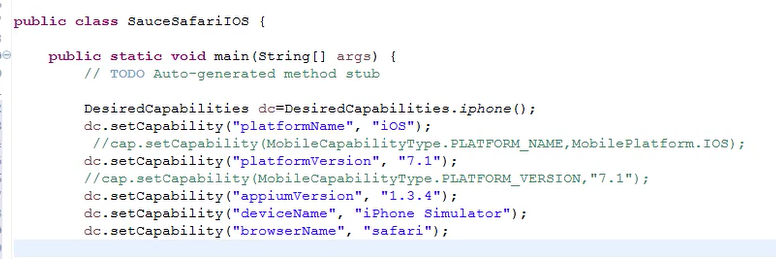 public class SauceSafariIOS {
public static void main(String[] args) {
// TODO Auto-generated method stub
DesiredCapabilities dc=DesiredCapabilities.iphone();
dc.setCapability("platformName", "iOS");
//cap.setCapability(MobileCapabilityType.PLATFORM_NAME,MobilePlatform.IOS);
dc.setCapability("platformVersion", "7.1");
//cap.setCapability(MobileCapabilityType.PLATFORM_VERSION,"7.1");
dc.setCapability("appiumVersion", "1.3.4");
dc.setCapability("deviceName", "iPhone Simulator");
dc.setCapability("browserName", "safari");